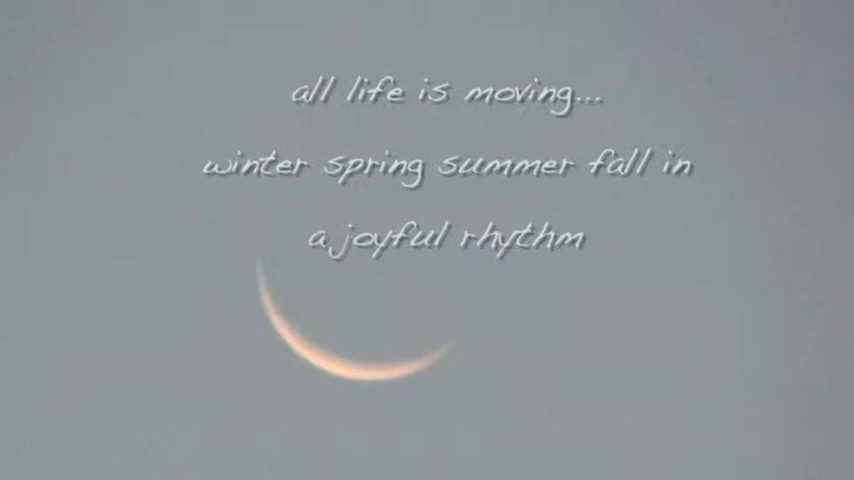 all life is moving...
winter spring summer fall in
a joyful rhythm